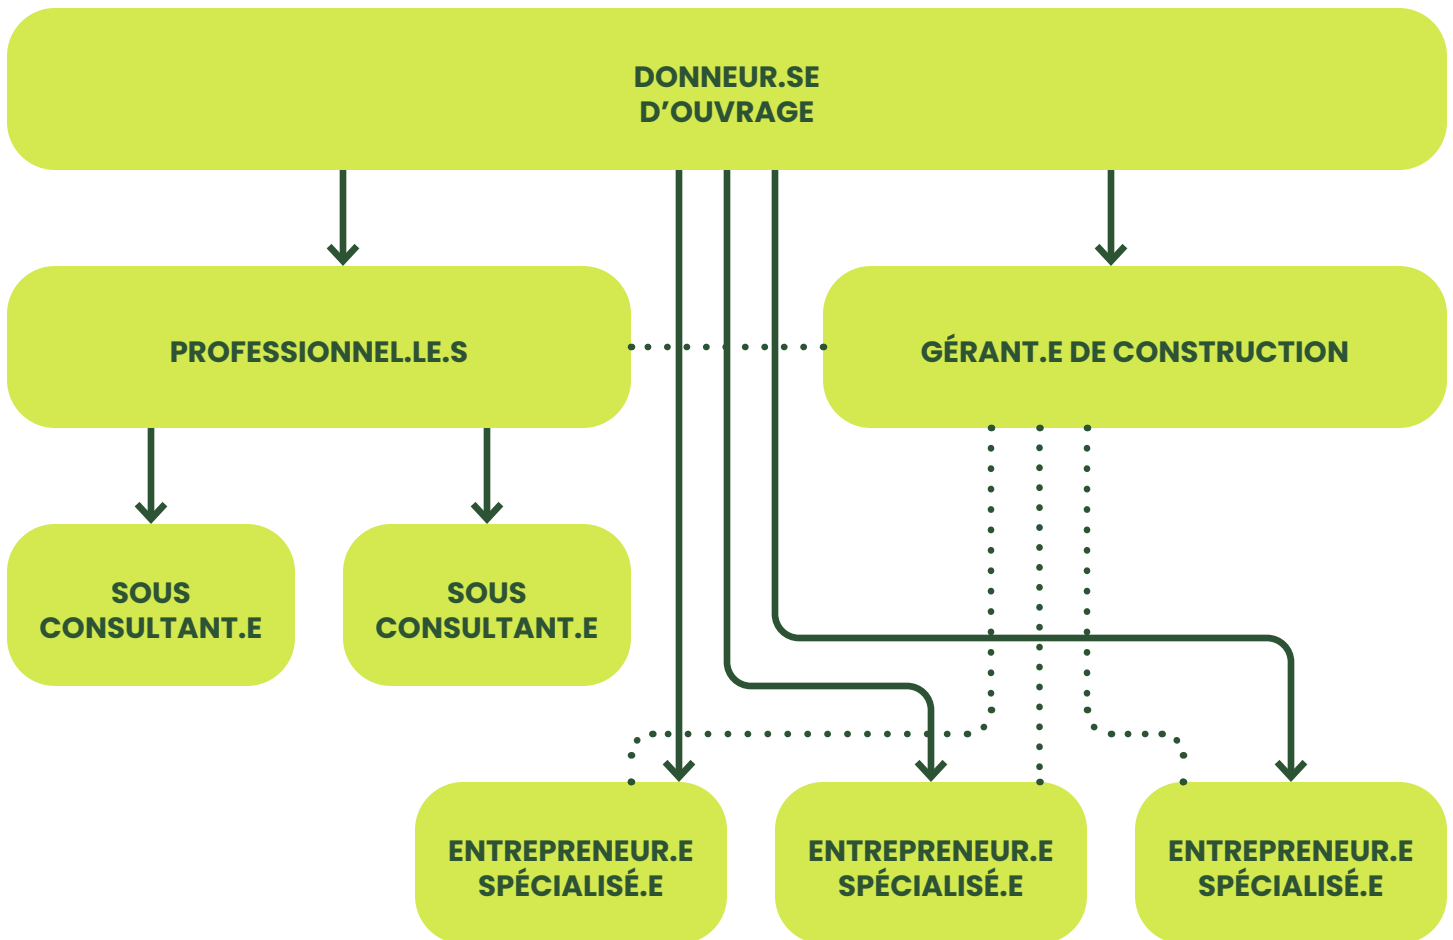 DONNEUR.SE
D’OUVRAGE
PROFESSIONNEL.LE.S
GÉRANT.E DE CONSTRUCTION
SOUS
CONSULTANT.E
SOUS
CONSULTANT.E
ENTREPRENEUR.E
SPÉCIALISÉ.E
ENTREPRENEUR.E
SPÉCIALISÉ.E
ENTREPRENEUR.E
SPÉCIALISÉ.E